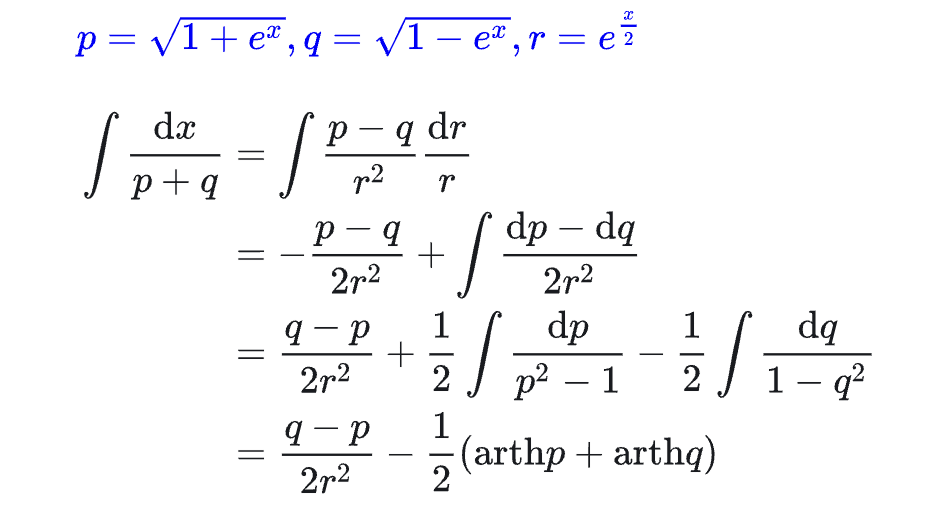 p = √(1 + e^x), q = √(1 − e^x), r = e^(x/2)
∫ dx/(p + q) = ∫ (p − q)/r² dr/r
= −(p − q)/(2r²) + ∫ (dp − dq)/(2r²)
= (q − p)/(2r²) + 1/2 ∫ dp/(p² − 1) − 1/2 ∫ dq/(1 − q²)
= (q − p)/(2r²) − 1/2 (arthp + arthq)